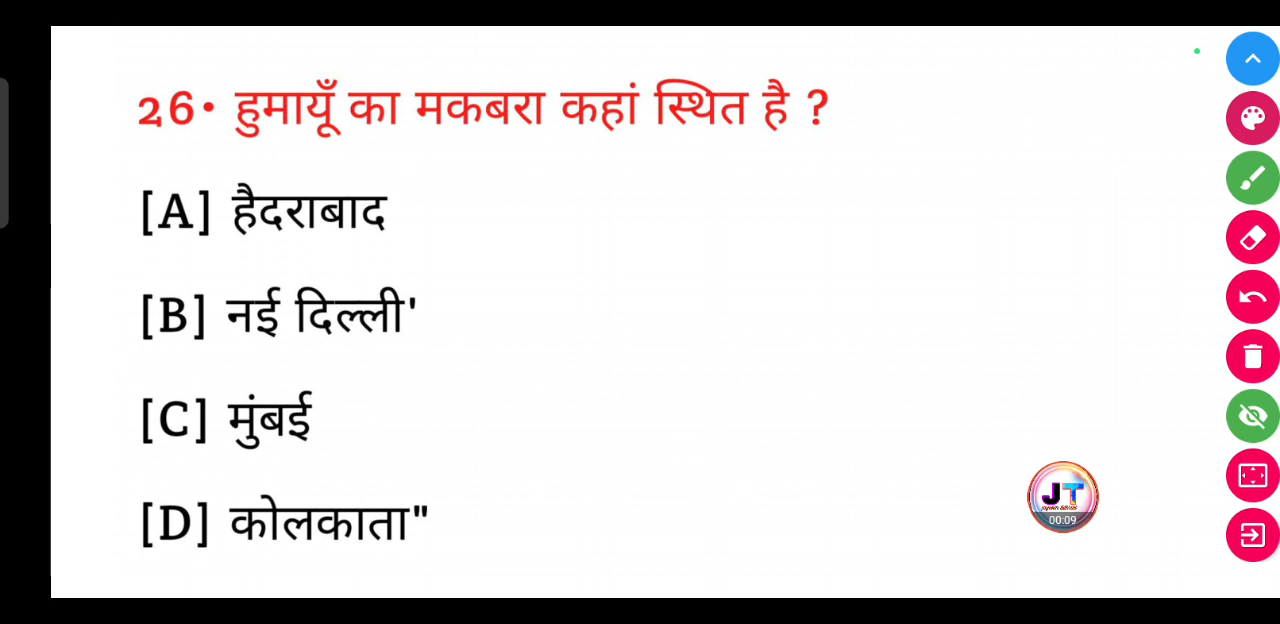 26• हुमायूँ का मकबरा कहां स्थित है ?
[A] हैदराबाद
[B] नई दिल्ली'
[C] मुंबई
[D] कोलकाता"
JT
00:09